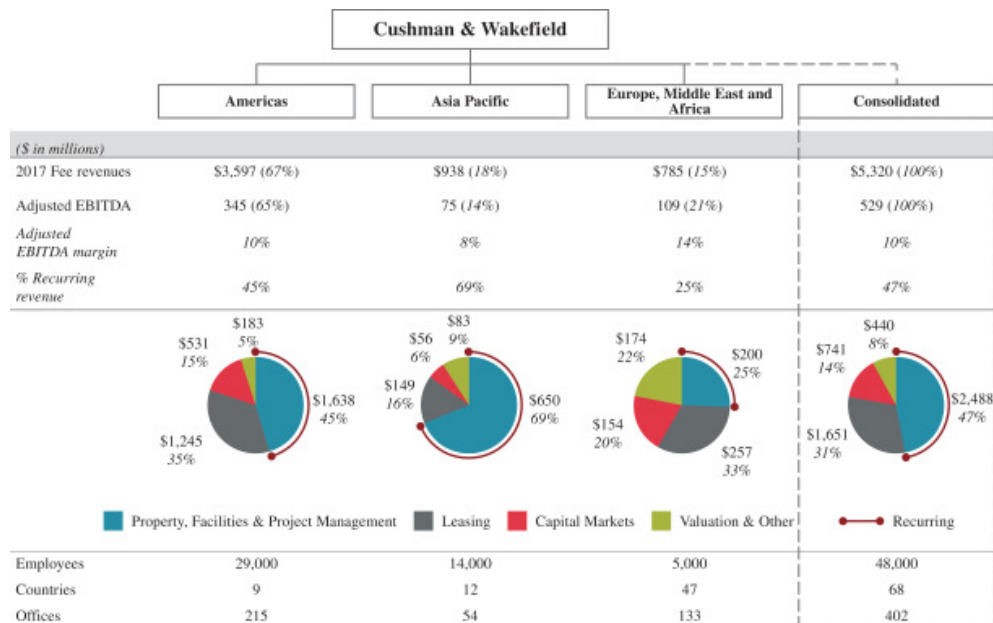 Cushman & Wakefield
Americas
Asia Pacific
Europe, Middle East and
Africa
Consolidated
($ in millions)
2017 Fee revenues $3,597 (67%) $938 (18%) $785 (15%) $5,320 (100%)
Adjusted EBITDA 345 (65%) 75 (14%) 109 (21%) 529 (100%)
Adjusted
EBITDA margin 10% 8% 14% 10%
% Recurring
revenue 45% 69% 25% 47%
$183
5%
$531
15%
$1,638
45%
$1,245
35%
$83
9%
$56
6%
$149
16%
$650
69%
$174
22%
$200
25%
$154
20%
$257
33%
$440
8%
$741
14%
$2,488
47%
$1,651
31%
Property, Facilities & Project Management Leasing Capital Markets Valuation & Other Recurring
Employees 29,000 14,000 5,000 48,000
Countries 9 12 47 68
Offices 215 54 133 402